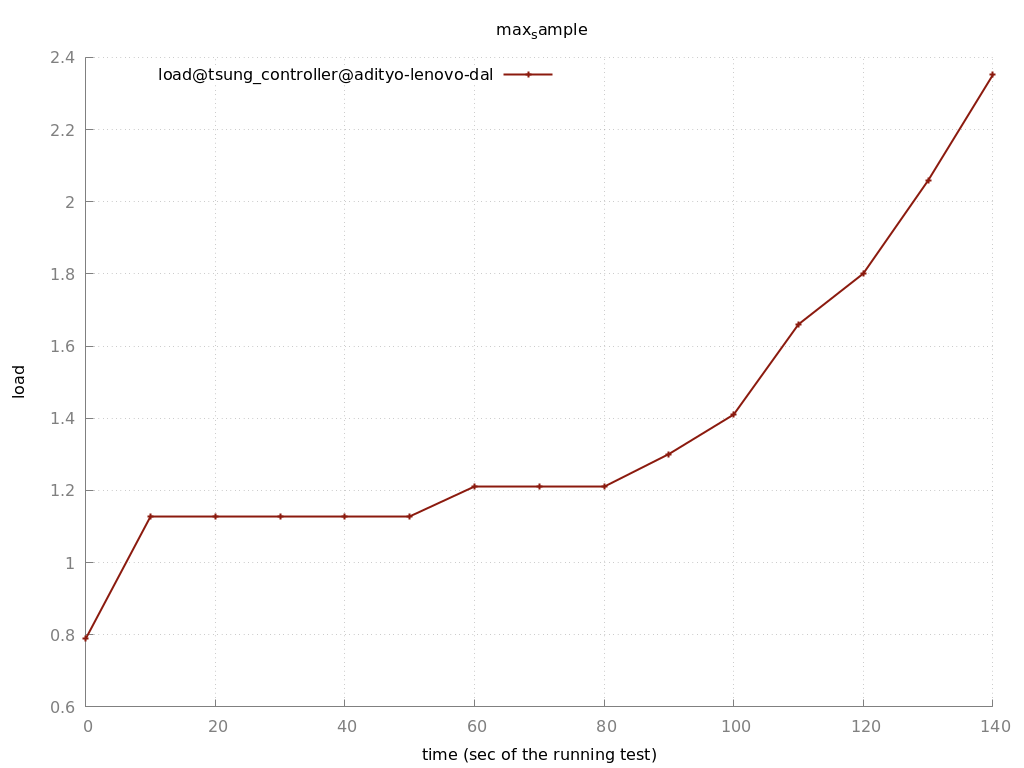 maxsample
2.4
load@tsung_controller@adityo-lenovo-dal
2.2
2
1.8
1.6
load
1.4
1.2
1
0.8
0.6
0 20 40 60 80 100 120 140
time (sec of the running test)